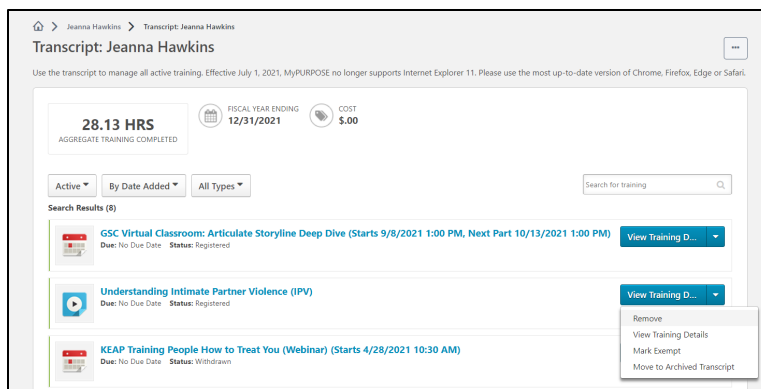 Jeanna Hawkins Transcript: Jeanna Hawkins
Transcript: Jeanna Hawkins
Use the transcript to manage all active training. Effective July 1, 2021, MyPURPOSE no longer supports Internet Explorer 11. Please use the most up-to-date version of Chrome, Firefox, Edge or Safari.
28.13 HRS
AGGREGATE TRAINING COMPLETED
FISCAL YEAR ENDING
12/31/2021
COST
$.00
Active By Date Added All Types Search for training
Search Results (8)
GSC Virtual Classroom: Articulate Storyline Deep Dive (Starts 9/8/2021 1:00 PM, Next Part 10/13/2021 1:00 PM)
Due: No Due Date Status: Registered
View Training D...
Understanding Intimate Partner Violence (IPV)
Due: No Due Date Status: Registered
View Training D...
Remove
View Training Details
Mark Exempt
Move to Archived Transcript
KEAP Training People How to Treat You (Webinar) (Starts 4/28/2021 10:30 AM)
Due: No Due Date Status: Withdrawn